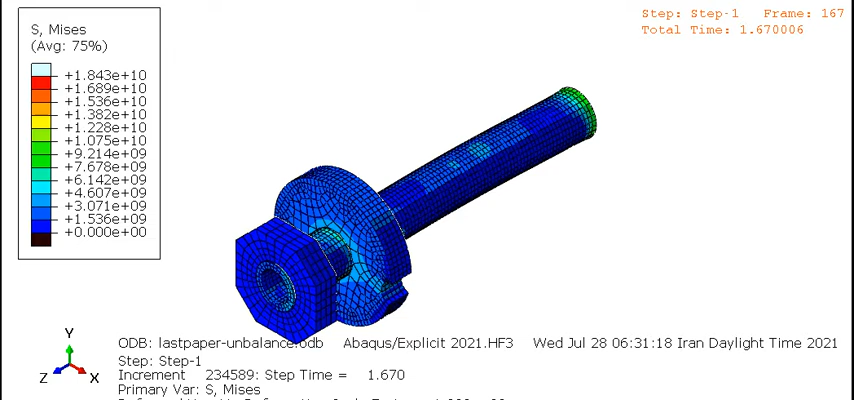 Step: Step-1 Frame: 167
Total Time: 1.670006
S, Mises
(Avg: 75%)
+1.843e+10
+1.689e+10
+1.536e+10
+1.382e+10
+1.228e+10
+1.075e+10
+9.214e+09
+7.678e+09
+6.142e+09
+4.607e+09
+3.071e+09
+1.536e+09
+0.000e+00
Y
Z X
ODB: lastpaper-unbalance.odb Abaqus/Explicit 2021.HF3 Wed Jul 28 06:31:18 Iran Daylight Time 2021
Step: Step-1
Increment 234589: Step Time = 1.670
Primary Var: S, Mises